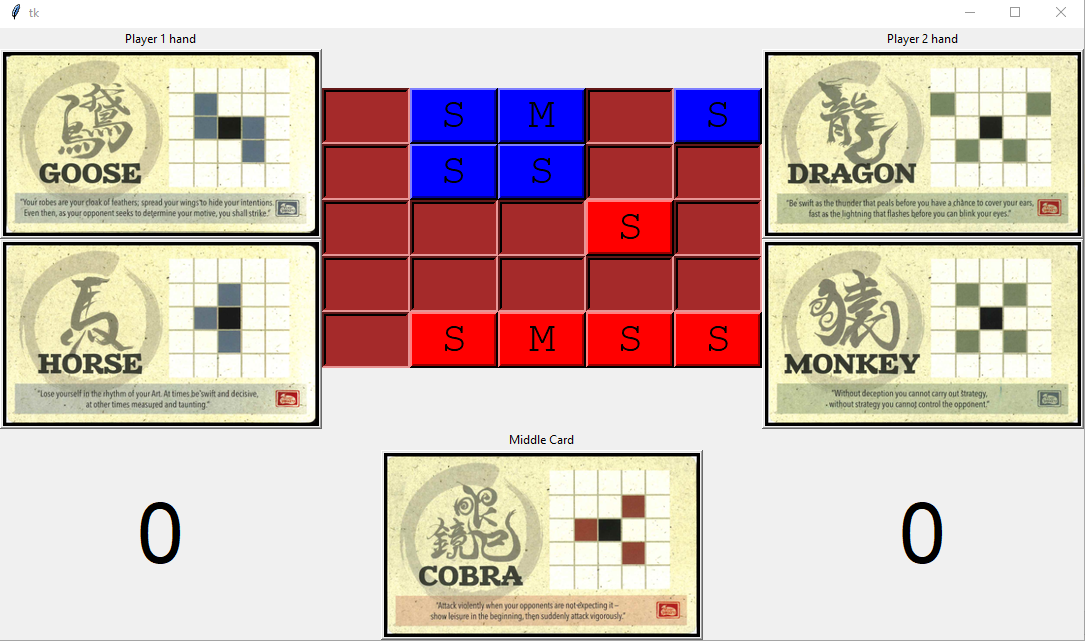 tk
Player 1 hand
Player 2 hand
鵞
GOOSE
"Your robes are your cloak of feathers; spread your wings to hide your intentions.
Even then, as your opponent seeks to determine your motive, you shall strike."
龍
DRAGON
"Be swift as the thunder that peals before you have a chance to cover your ears,
fast as the lightning that flashes before you can blink your eyes."
S M S
S S
S
S M S S
馬
HORSE
"Lose yourself in the rhythm of your Art. At times be swift and decisive,
at other times measured and taunting."
猿
MONKEY
"Without deception you cannot carry out strategy,
without strategy you cannot control the opponent."
Middle Card
0
眼鏡
COBRA
"Attack violently when your opponents are not expecting it –
show leisure in the beginning, then suddenly attack vigorously."
0